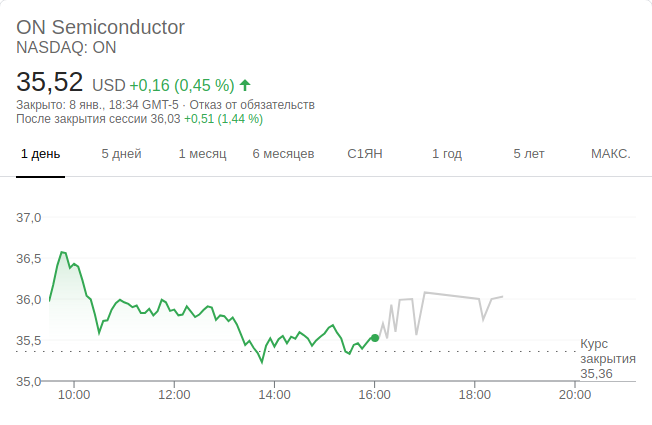 ON Semiconductor
NASDAQ: ON
35,52 USD +0,16 (0,45 %)
Закрыто: 8 янв., 18:34 GMT-5 · Отказ от обязательств
После закрытия сессии 36,03 +0,51 (1,44 %)
1 день 5 дней 1 месяц 6 месяцев С1ЯН 1 год 5 лет МАКС.
37,0
36,5
36,0
35,5
Курс
закрытия
35,36
35,0
10:00 12:00 14:00 16:00 18:00 20:00